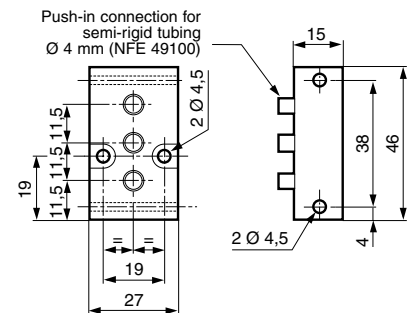 Push-in connection for
semi-rigid tubing
Ø 4 mm (NFE 49100)
15
2 Ø 4,5
11,5
11,5
11,5
19
38
46
= =
19
27
2 Ø 4,5
4